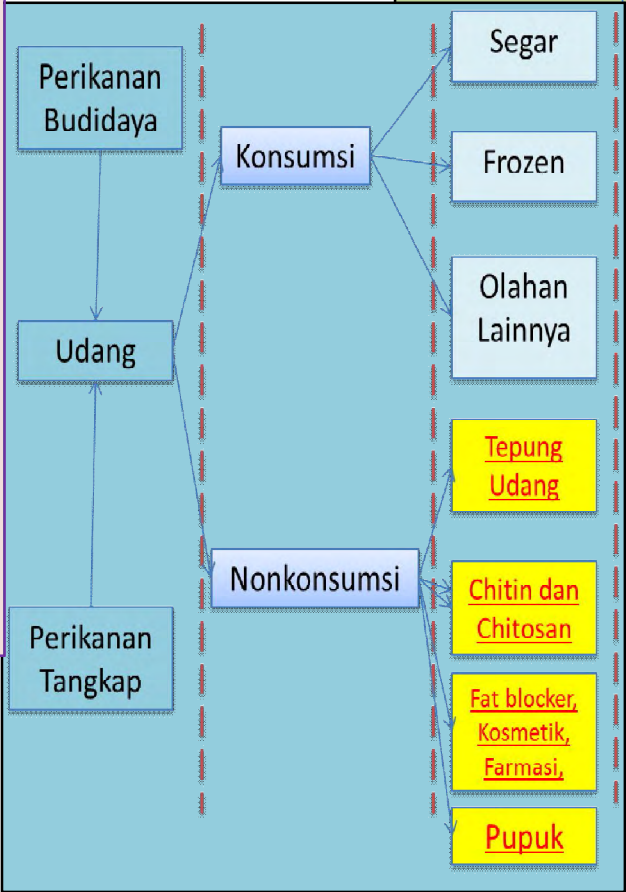 Perikanan
Budidaya
Udang
Perikanan
Tangkap
Konsumsi
Nonkonsumsi
Segar
Frozen
Olahan
Lainnya
Tepung
Udang
Chitin dan
Chitosan
Fat blocker,
Kosmetik,
Farmasi,
Pupuk